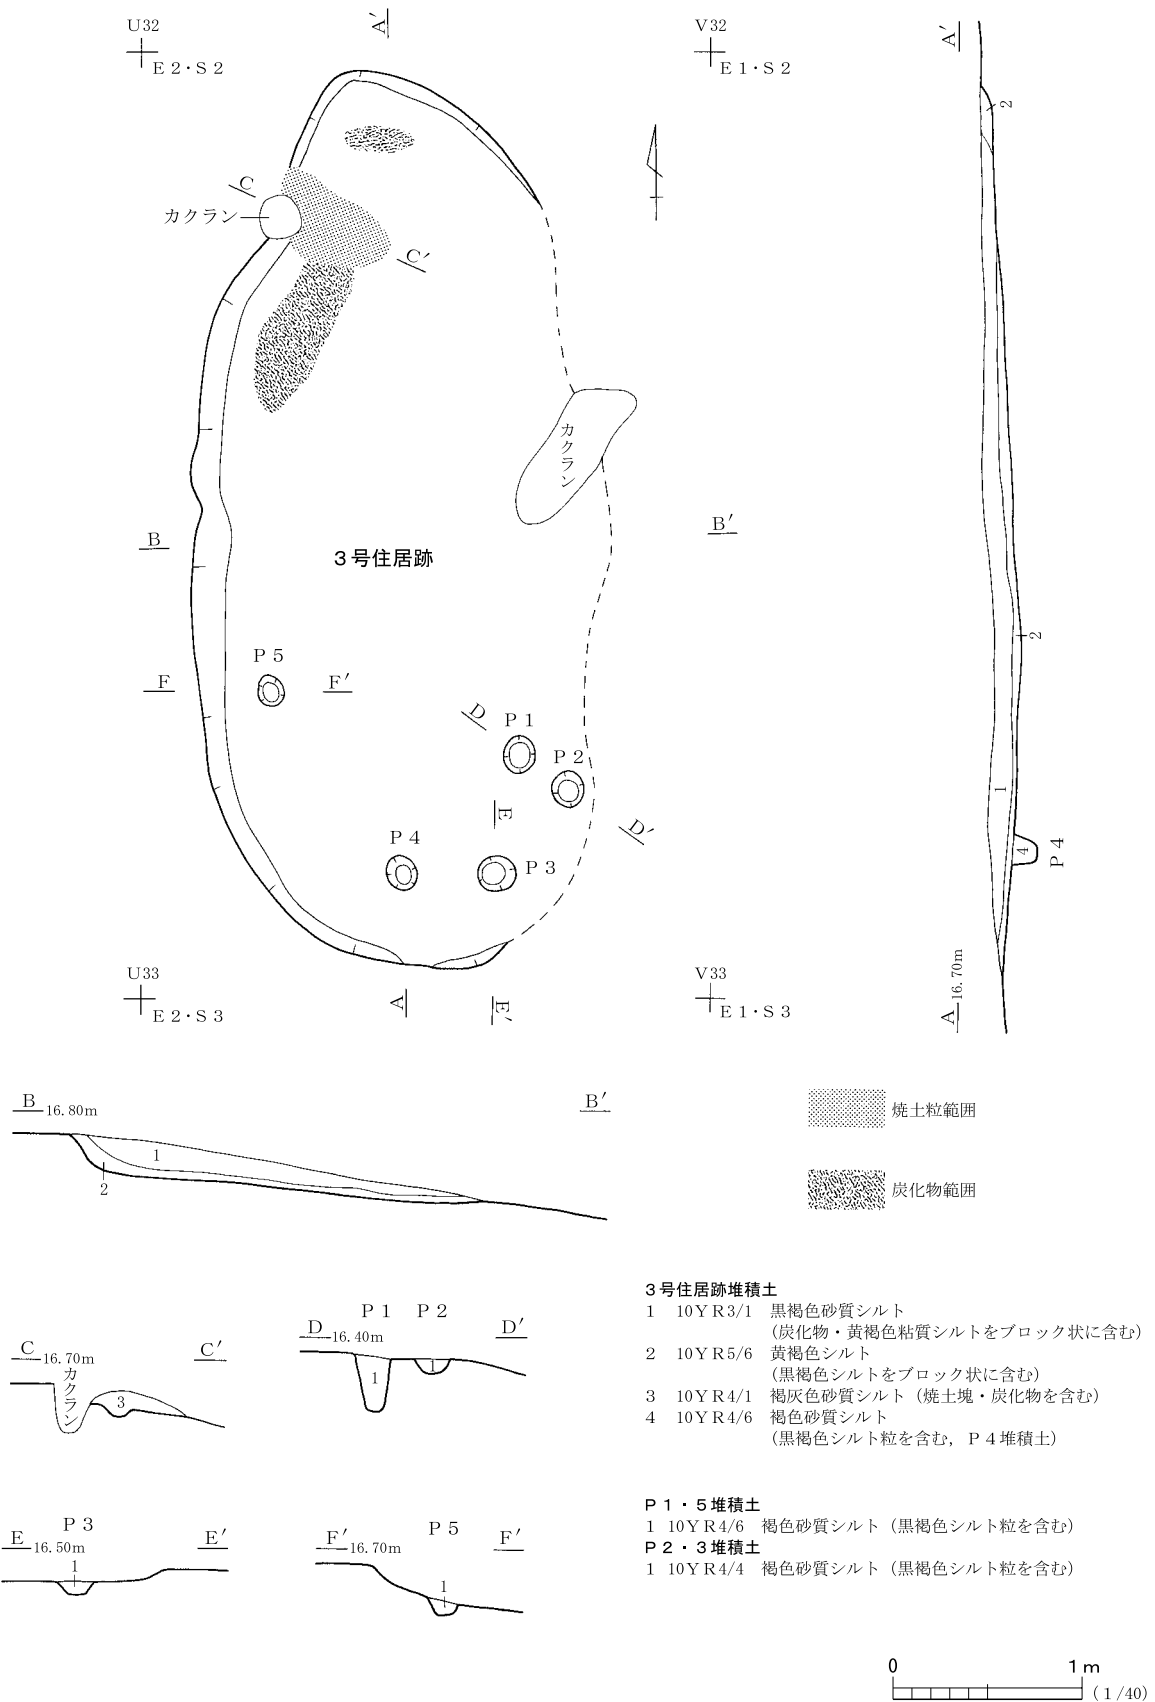 U32
E2・S2
A′
V32
E1・S2
A′
2
C
カクラン
C′
カクラン
B
3号住居跡
B′
2
P5
F
F′
D
P1
P2
1
E
D′
P4
P3
4
P4
U33
E2・S3
A
E′
V33
E1・S3
A 16.70m
B 16.80m
B′
1
2
焼土粒範囲
炭化物範囲
P1 P2
D 16.40m
D′
1
1
C 16.70m
C′
カクラン
3
3号住居跡堆積土
1 10YR3/1 黒褐色砂質シルト
(炭化物・黄褐色粘質シルトをブロック状に含む)
2 10YR5/6 黄褐色シルト
(黒褐色シルトをブロック状に含む)
3 10YR4/1 褐灰色砂質シルト(焼土塊・炭化物を含む)
4 10YR4/6 褐色砂質シルト
(黒褐色シルト粒を含む,P4堆積土)
P3
E 16.50m
E′
1
P5
F′ 16.70m
F′
1
P1・5堆積土
1 10YR4/6 褐色砂質シルト(黒褐色シルト粒を含む)
P2・3堆積土
1 10YR4/4 褐色砂質シルト(黒褐色シルト粒を含む)
0 1m
(1/40)